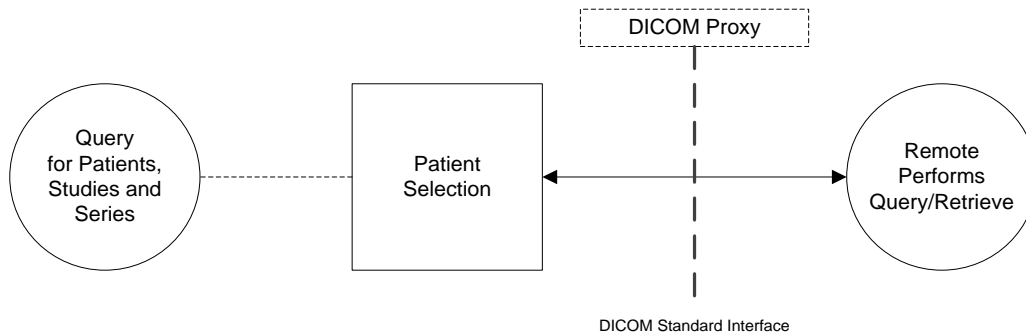 DICOM Proxy
Query
for Patients,
Studies and
Series
Patient
Selection
Remote
Performs
Query/Retrieve
DICOM Standard Interface